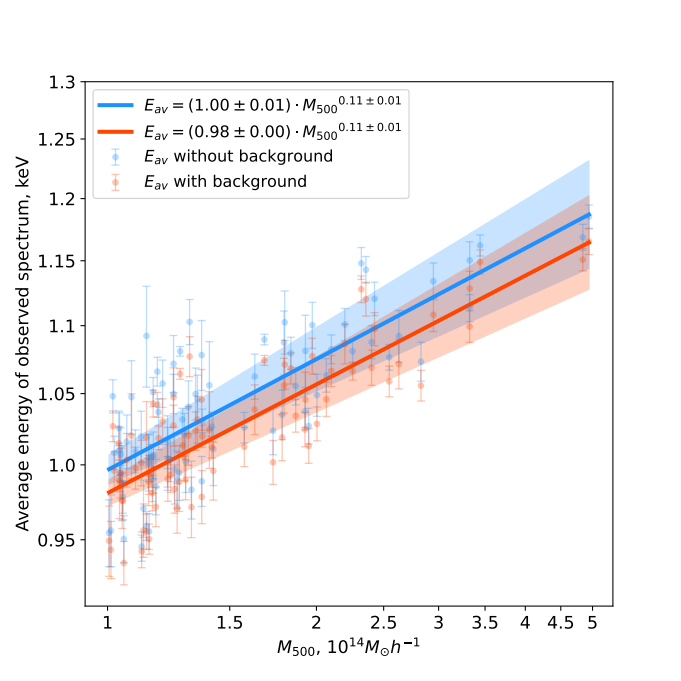 1.3
1.25
1.2
1.15
1.1
1.05
1.0
0.95
Average energy of observed spectrum, keV
E_av = (1.00 ± 0.01) · M_500^0.11 ± 0.01
E_av = (0.98 ± 0.00) · M_500^0.11 ± 0.01
E_av without background
E_av with background
1 1.5 2 2.5 3 3.5 4 4.5 5
M_500, 10^14 M_⊙ h^−1